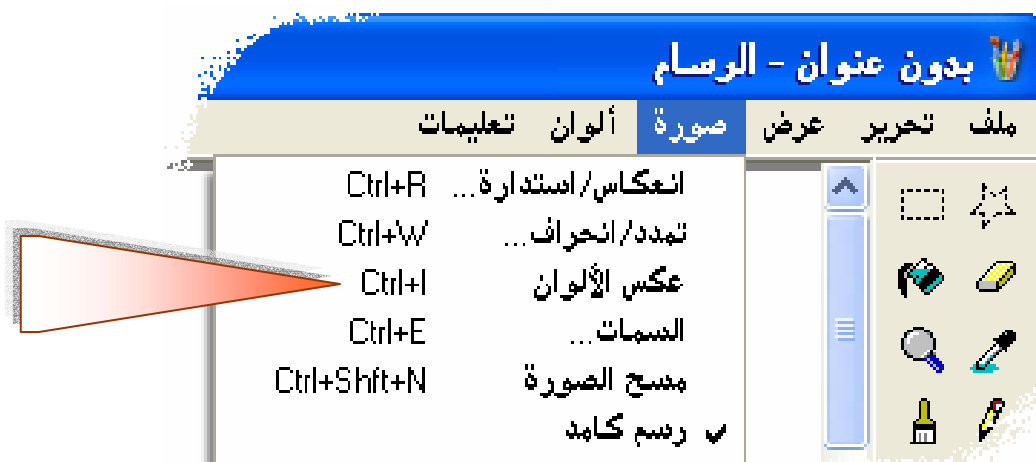 بدون عنوان - الرسام
ملف تحرير عرض صورة ألوان تعليمات
انعكاس/استدارة... Ctrl+R
تمدد/انحراف... Ctrl+W
عكس الألوان Ctrl+I
السمات... Ctrl+E
مسح الصورة Ctrl+Shft+N
رسم كامد